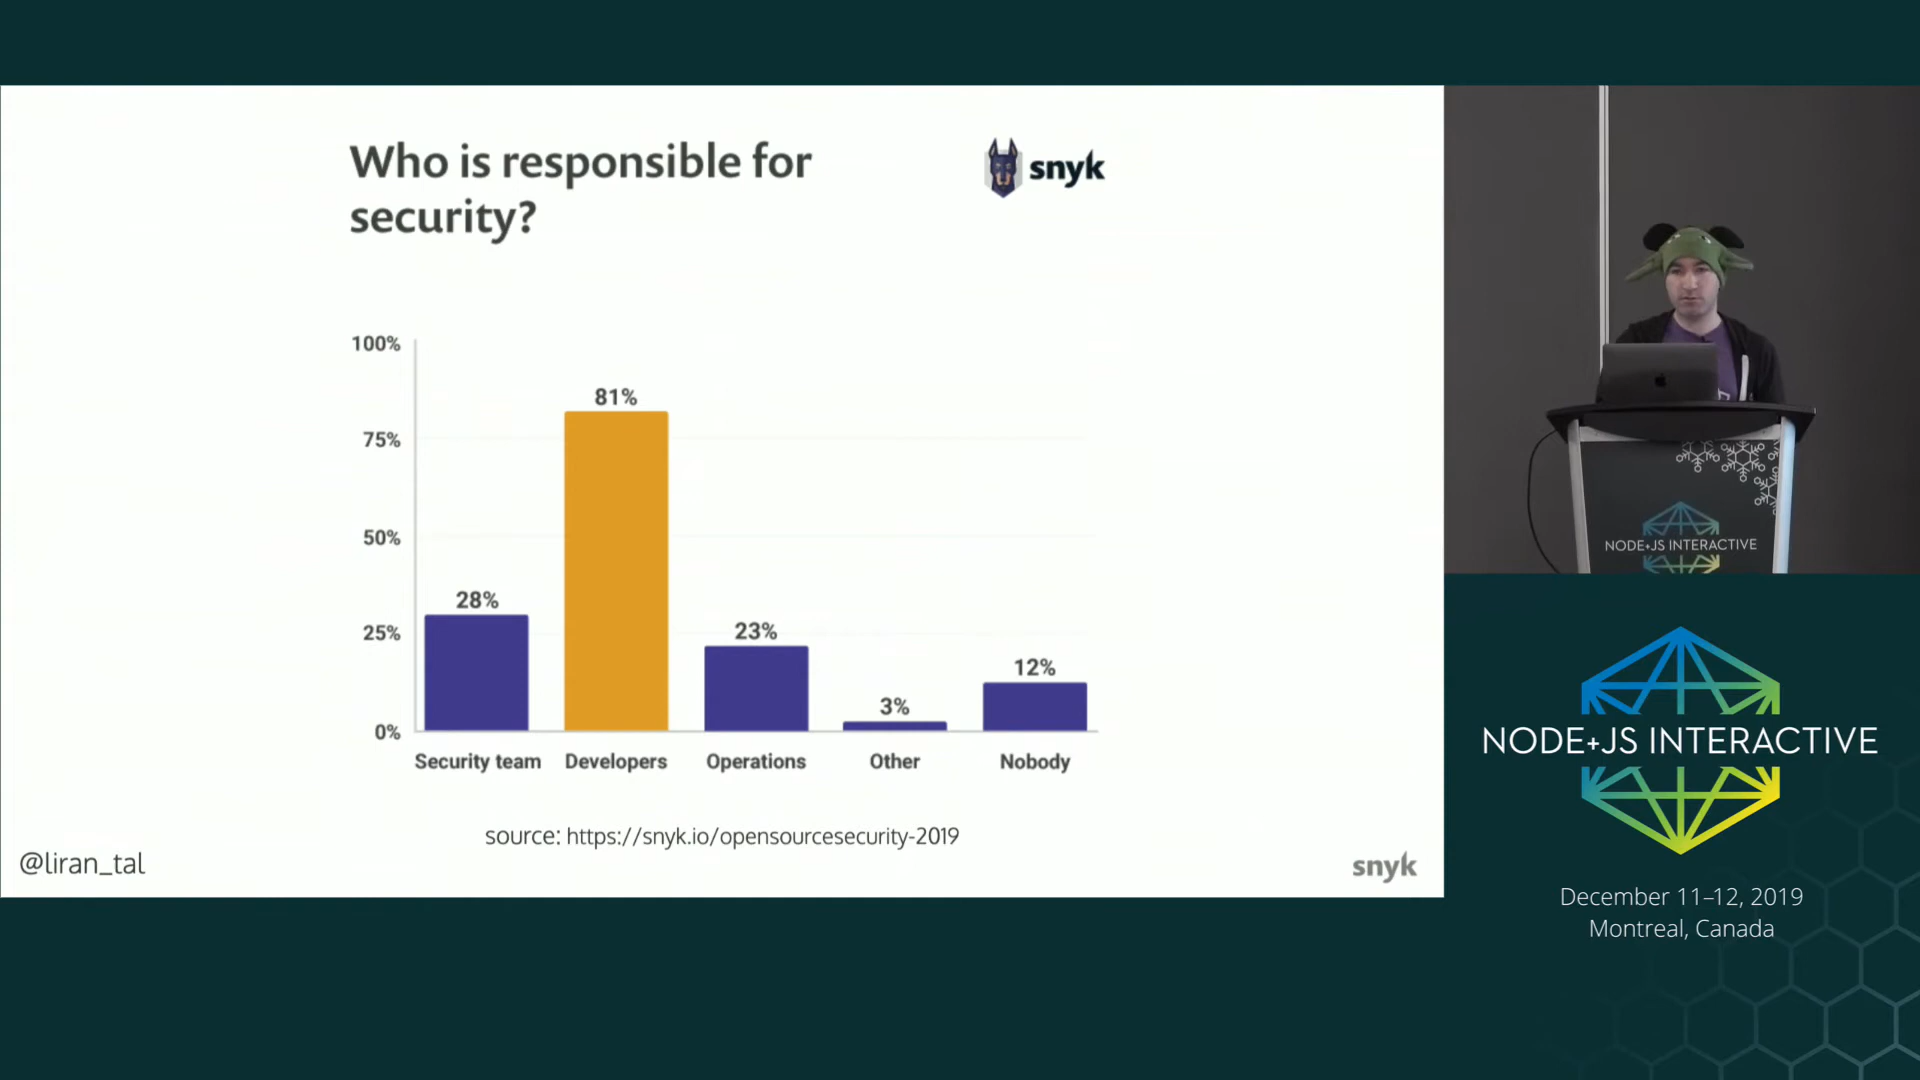 Who is responsible for
security?
snyk
100%
75%
50%
25%
0%
28%
81%
23%
3%
12%
Security team
Developers
Operations
Other
Nobody
source: https://snyk.io/opensourcesecurity-2019
@liran_tal
snyk
NODE+JS INTERACTIVE
NODE+JS INTERACTIVE
December 11–12, 2019
Montreal, Canada